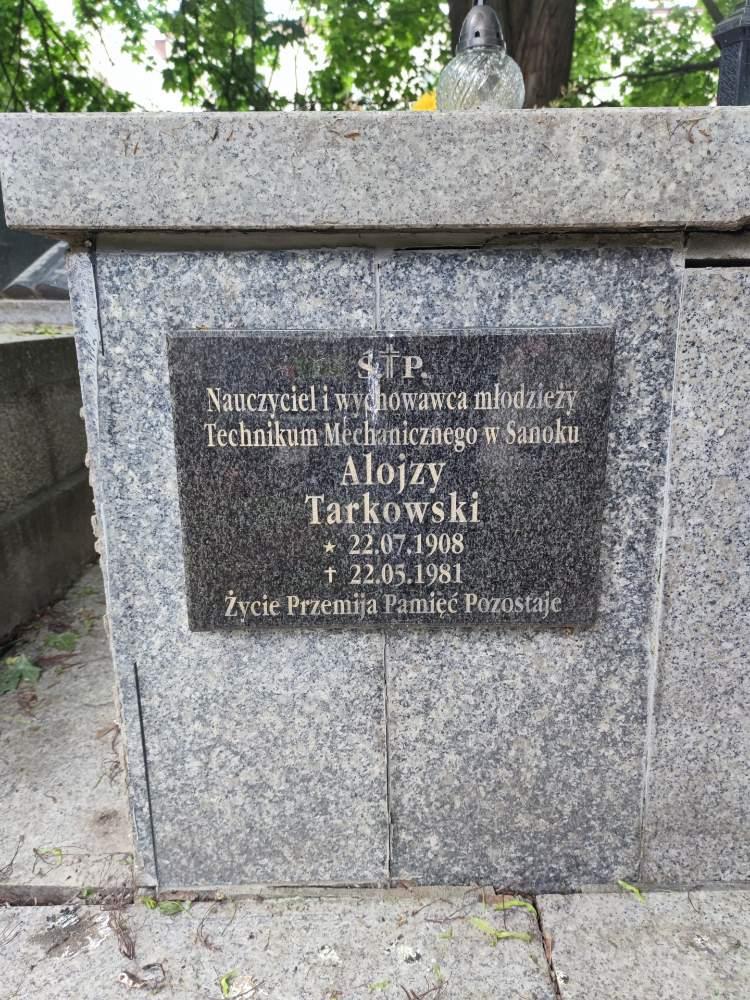 Ś✝P.
Nauczyciel i wychowawca młodzieży
Technikum Mechanicznego w Sanoku
Alojzy
Tarkowski
★ 22.07.1908
✝ 22.05.1981
Życie Przemija Pamięć Pozostaje